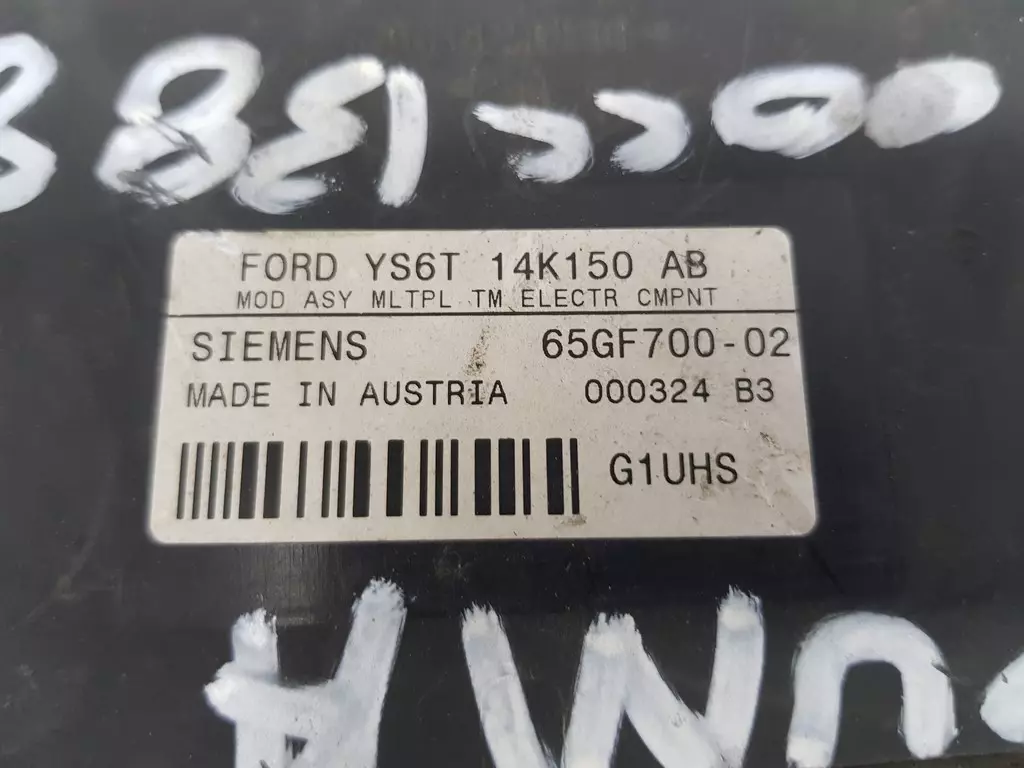 FORD YS6T 14K150 AB
MOD ASY MLTPL TM ELECTR CMPNT
SIEMENS 65GF700-02
MADE IN AUSTRIA 000324 B3
G1UHS
PUMA